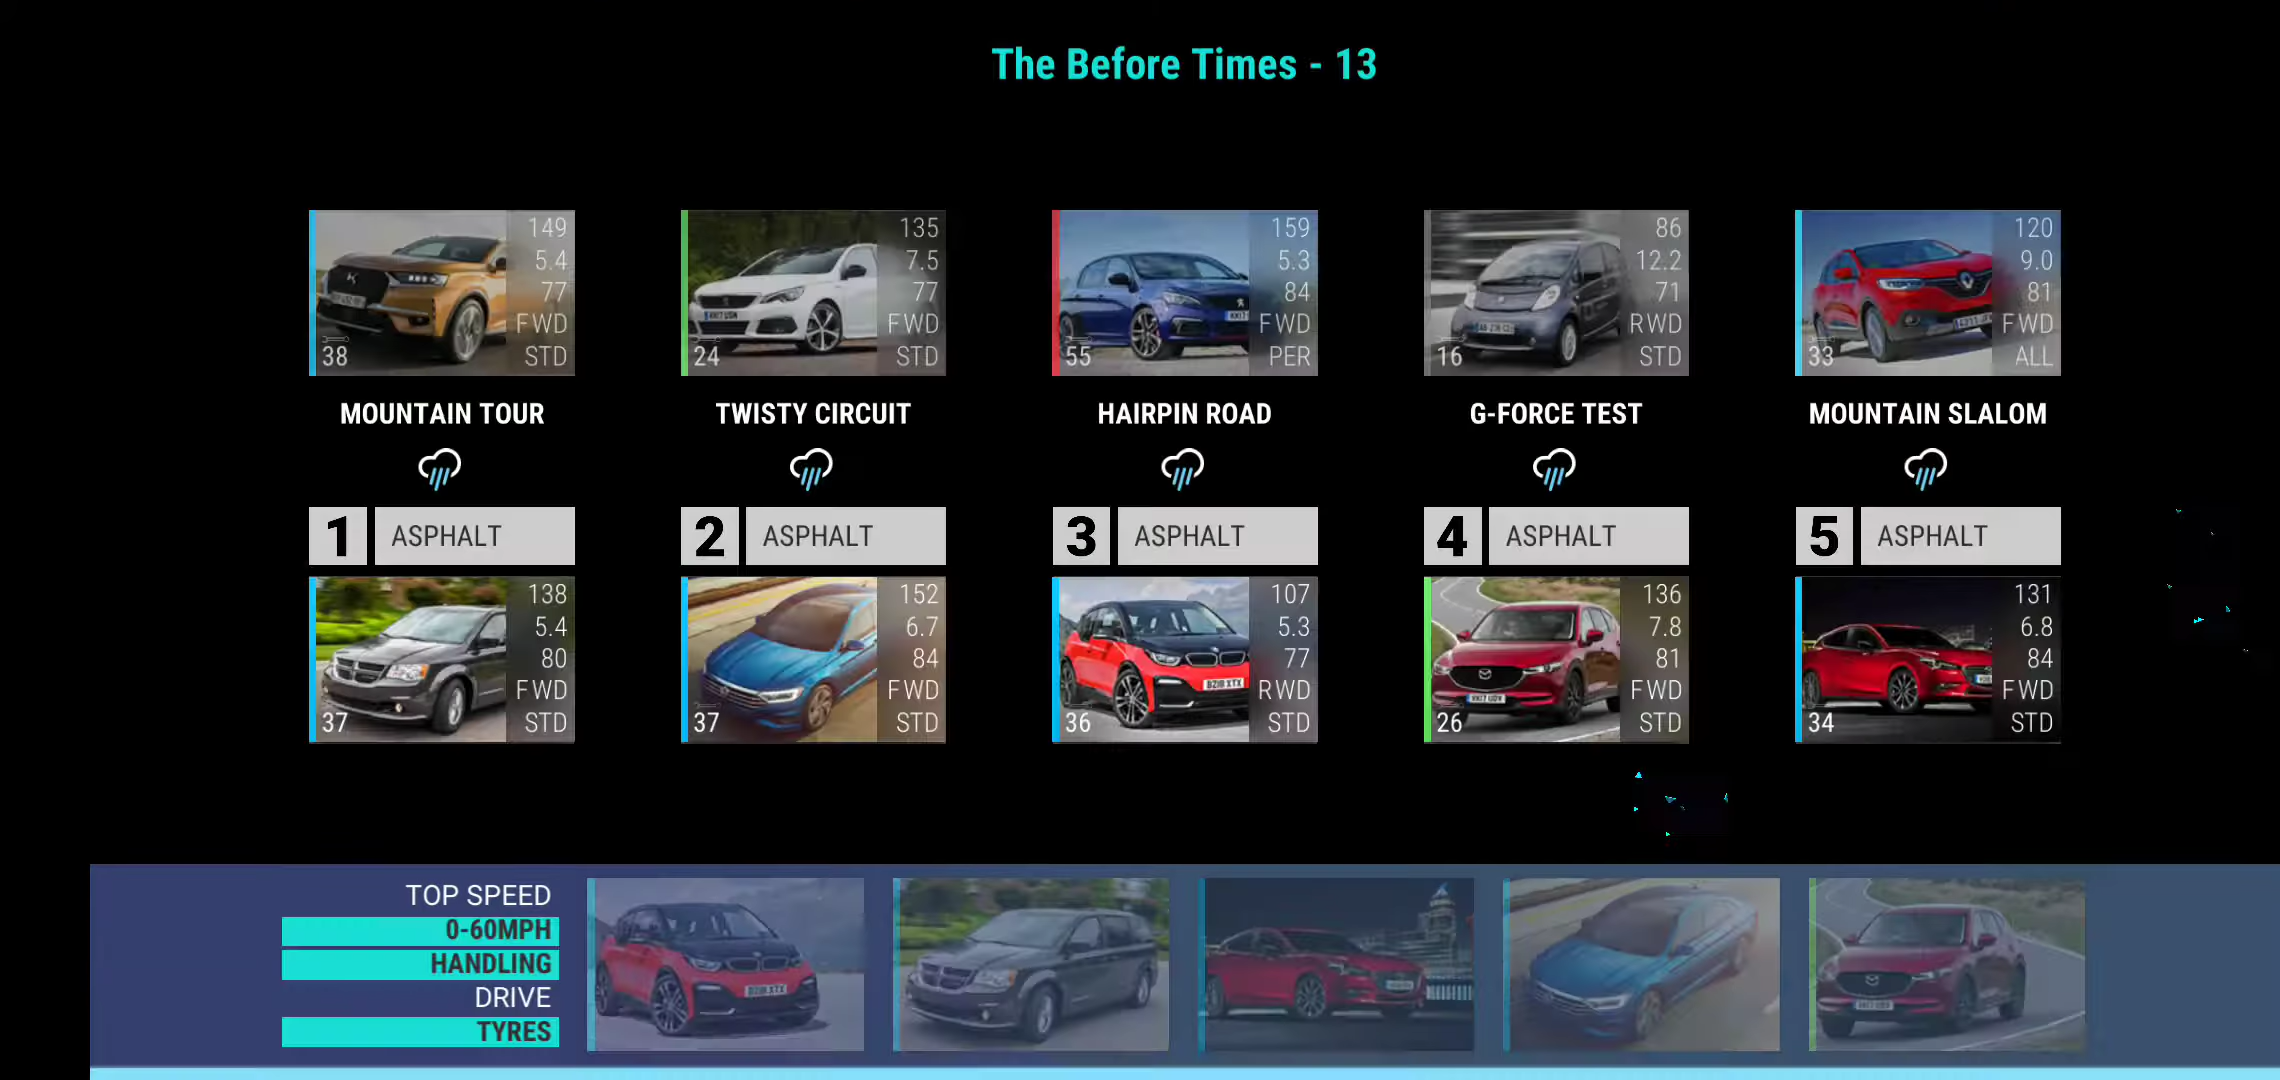 The Before Times - 13
149
5.4
77
FWD
STD
38
135
7.5
77
FWD
STD
24
159
5.3
84
FWD
PER
55
86
12.2
71
RWD
STD
16
120
9.0
81
FWD
ALL
33
MOUNTAIN TOUR
TWISTY CIRCUIT
HAIRPIN ROAD
G-FORCE TEST
MOUNTAIN SLALOM
1 ASPHALT
2 ASPHALT
3 ASPHALT
4 ASPHALT
5 ASPHALT
138
5.4
80
FWD
STD
37
152
6.7
84
FWD
STD
37
107
5.3
77
RWD
STD
36
136
7.8
81
FWD
STD
26
131
6.8
84
FWD
STD
34
TOP SPEED
0-60MPH
HANDLING
DRIVE
TYRES